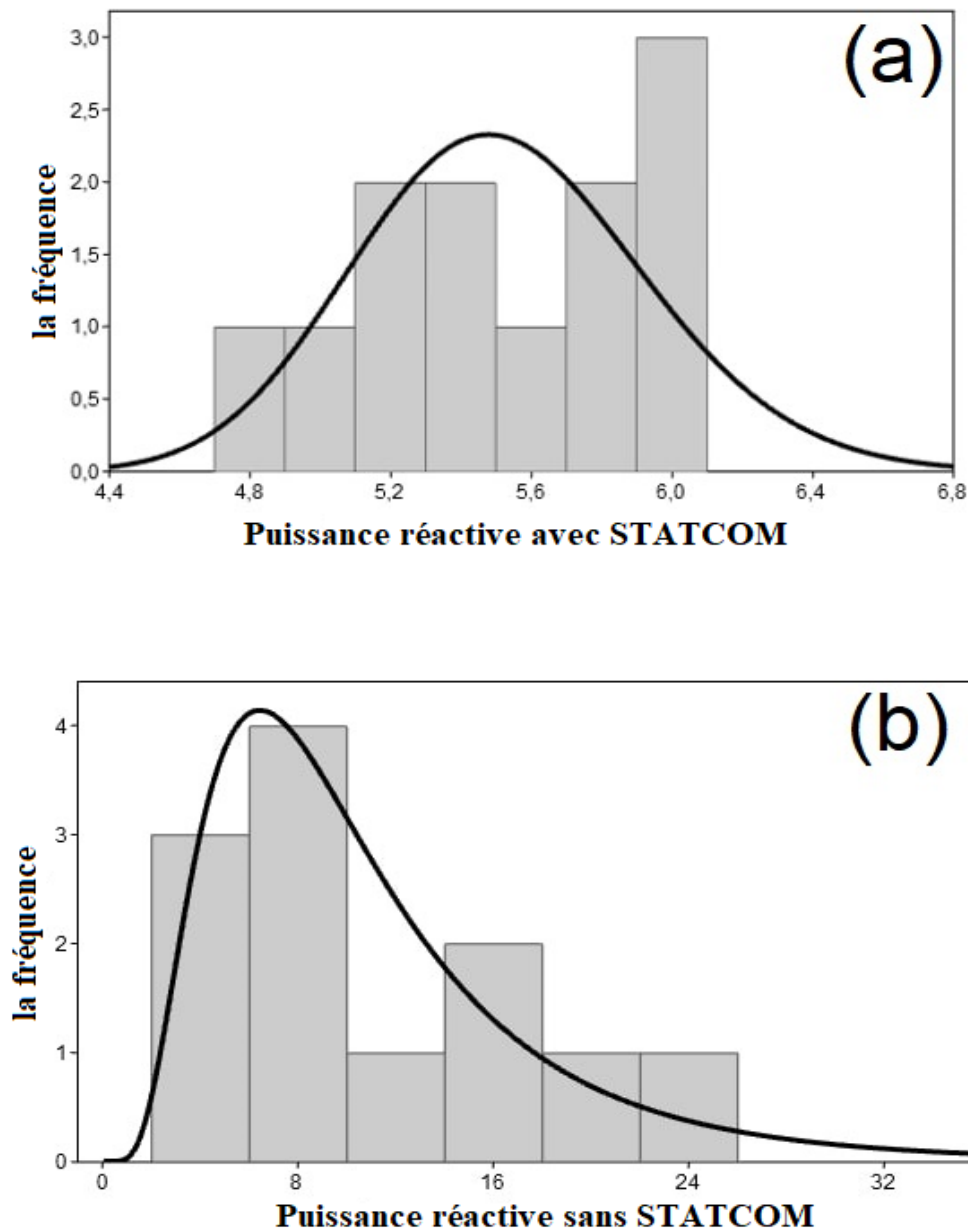 (a)
3,0
2,5
2,0
1,5
1,0
0,5
0,0
la fréquence
4,4 4,8 5,2 5,6 6,0 6,4 6,8
Puissance réactive avec STATCOM
(b)
4
3
2
1
0
la fréquence
0 8 16 24 32
Puissance réactive sans STATCOM